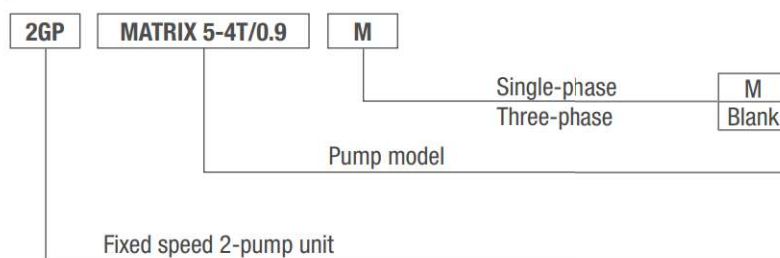 2GP MATRIX 5-4T/0.9 M
Single-phase M
Three-phase Blank
Pump model
Fixed speed 2-pump unit